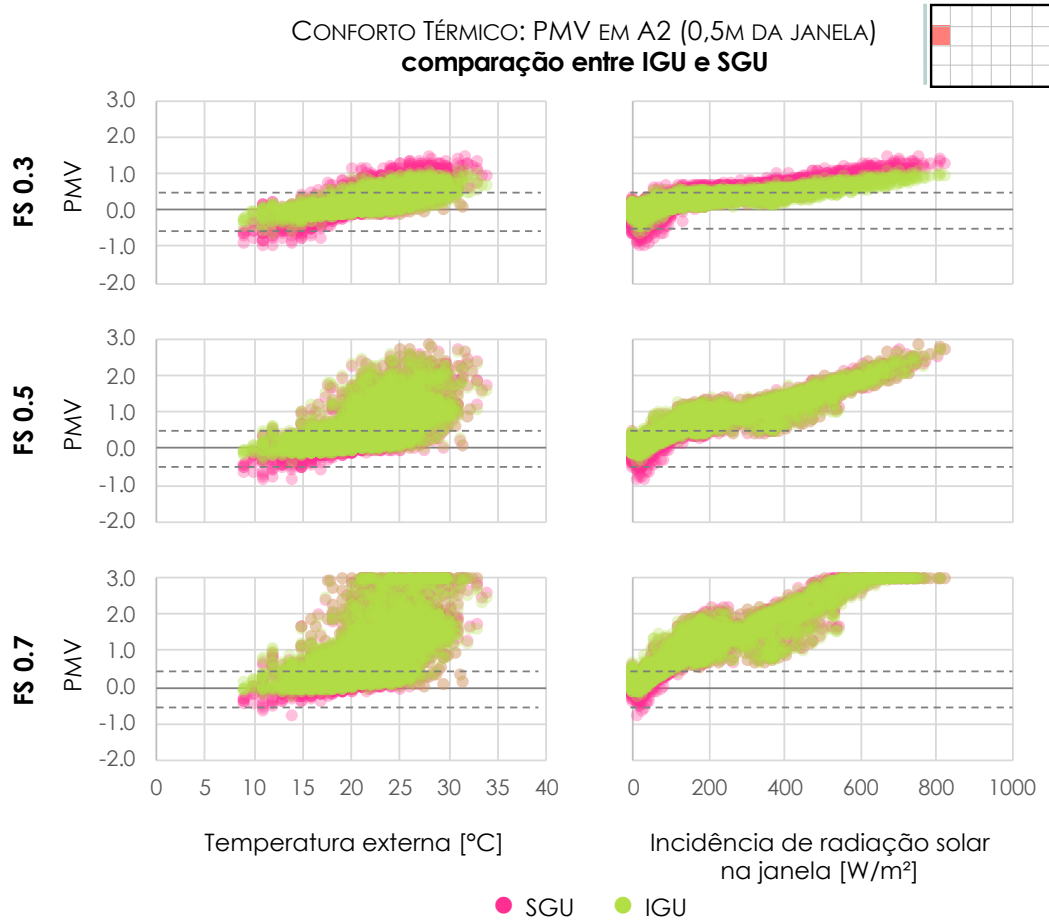 CONFORTO TÉRMICO: PMV EM A2 (0,5M DA JANELA)
comparação entre IGU e SGU
FS 0.3
PMV
3.0
2.0
1.0
0.0
-1.0
-2.0
FS 0.5
PMV
3.0
2.0
1.0
0.0
-1.0
-2.0
FS 0.7
PMV
3.0
2.0
1.0
0.0
-1.0
-2.0
0 5 10 15 20 25 30 35 40
0 200 400 600 800 1000
Temperatura externa [°C]
Incidência de radiação solar
na janela [W/m²]
SGU IGU